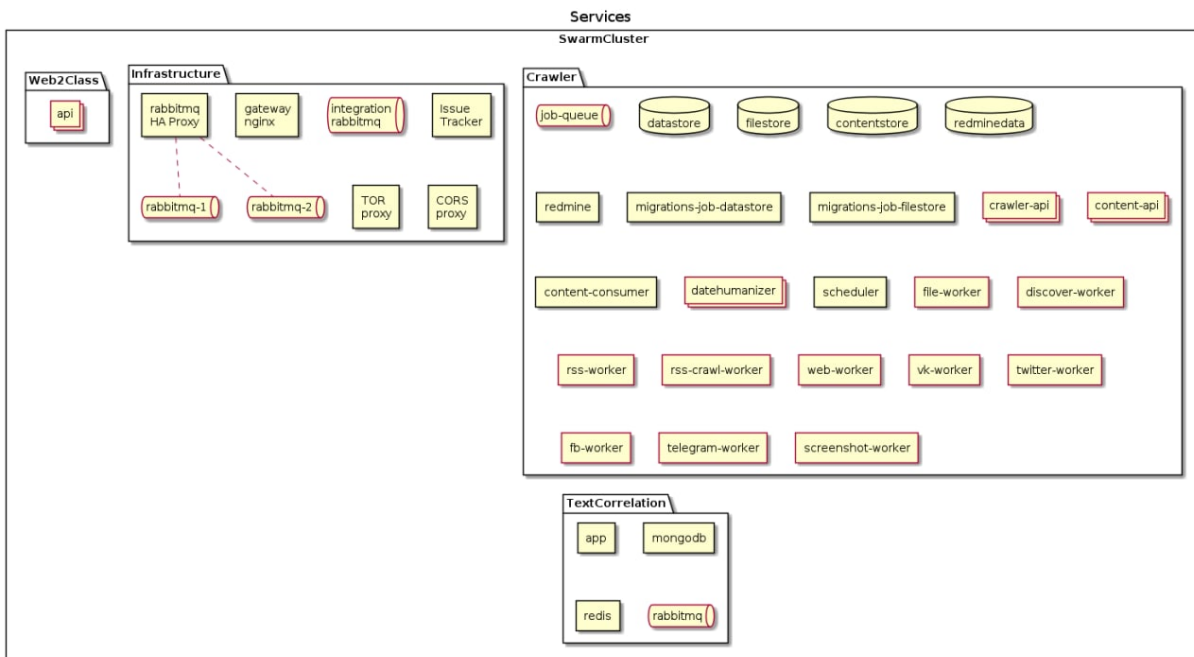 Services
SwarmCluster
Web2Class
api
Infrastructure
rabbitmq
HA Proxy
gateway
nginx
integration
rabbitmq
Issue
Tracker
rabbitmq-1
rabbitmq-2
TOR
proxy
CORS
proxy
Crawler
job-queue
datastore
filestore
contentstore
redminedata
redmine
migrations-job-datastore
migrations-job-filestore
crawler-api
content-api
content-consumer
datehumanizer
scheduler
file-worker
discover-worker
rss-worker
rss-crawl-worker
web-worker
vk-worker
twitter-worker
fb-worker
telegram-worker
screenshot-worker
TextCorrelation
app
mongodb
redis
rabbitmq